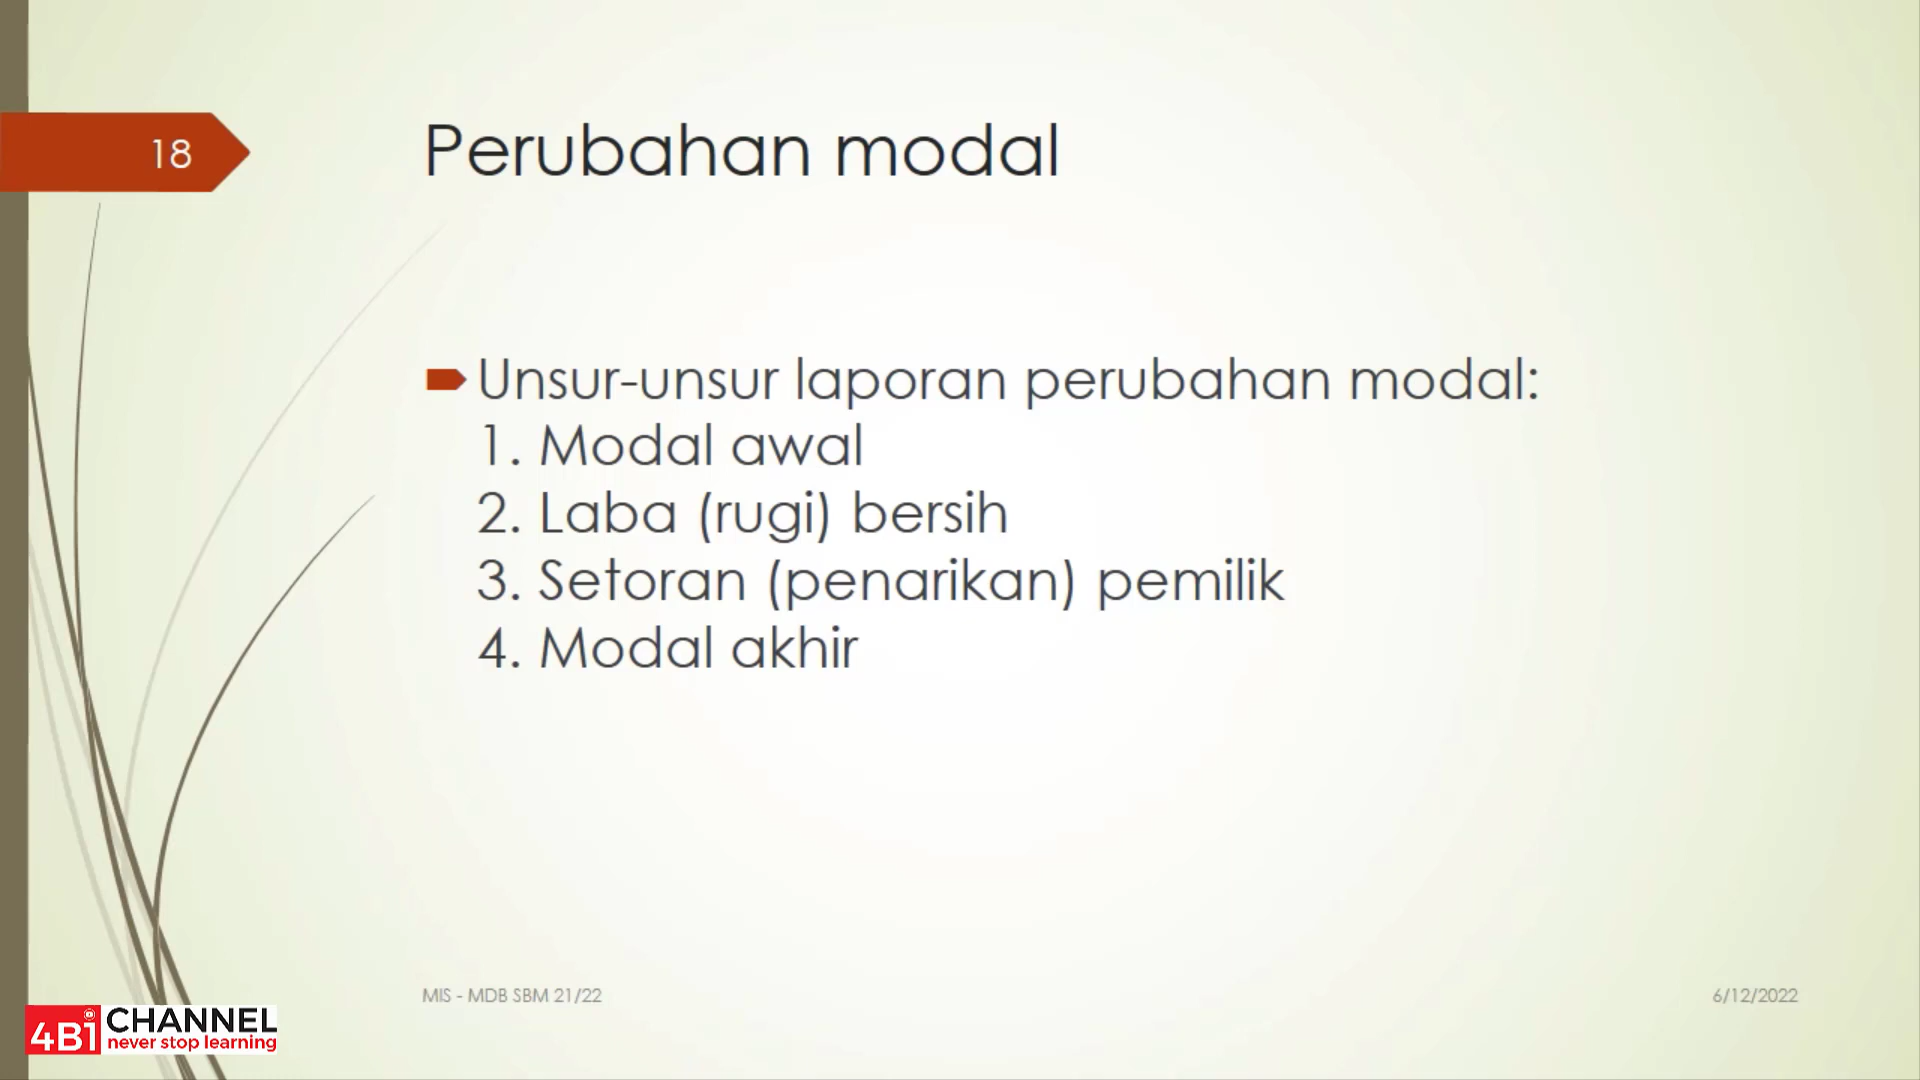 18
Perubahan modal
Unsur-unsur laporan perubahan modal:
1. Modal awal
2. Laba (rugi) bersih
3. Setoran (penarikan) pemilik
4. Modal akhir
MIS - MDB SBM 21/22
6/12/2022
4Bi CHANNEL
never stop learning